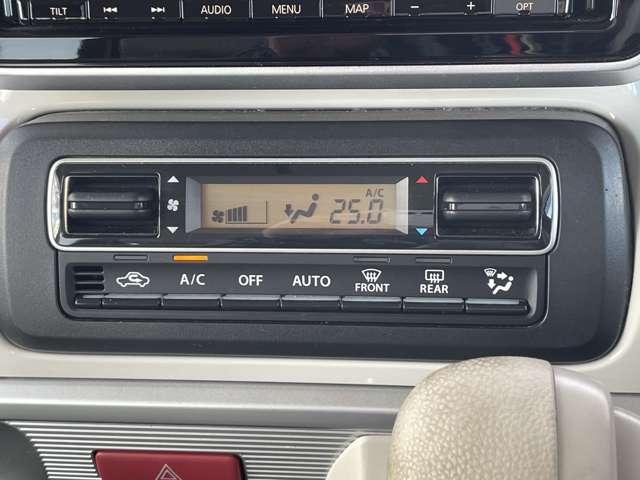 TILT AUDIO MENU MAP - + OPT
A/C
25.0
A/C OFF AUTO FRONT REAR